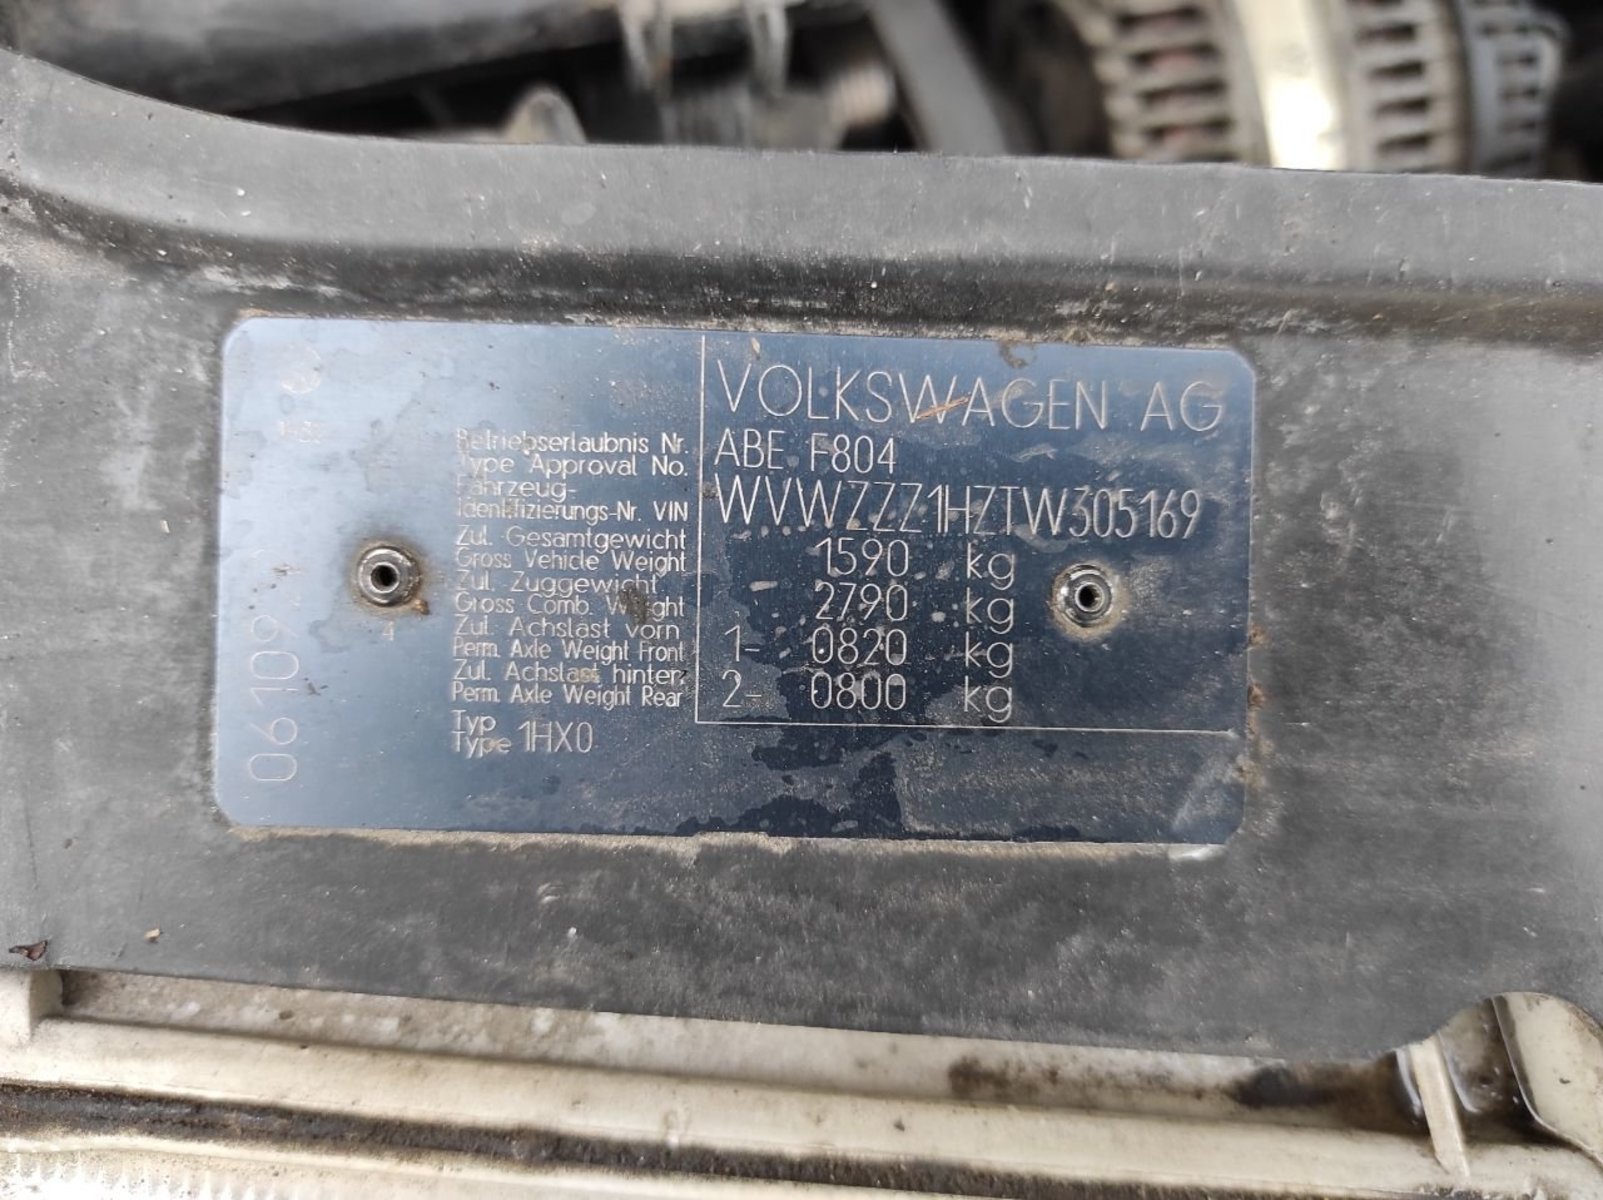 VOLKSWAGEN AG
Betriebserlaubnis Nr.
Type Approval No.
ABE F804
Fahrzeug-
Identifizierungs-Nr. VIN
WVWZZZ1HZTW305169
Zul. Gesamtgewicht
Gross Vehicle Weight
1590 kg
Zul. Zuggewicht
Gross Comb. Weight
2790 kg
Zul. Achslast vorn
Perm. Axle Weight Front
1- 0820 kg
Zul. Achslast hinten
Perm. Axle Weight Rear
2- 0800 kg
Typ
Type 1HX0
06109
4